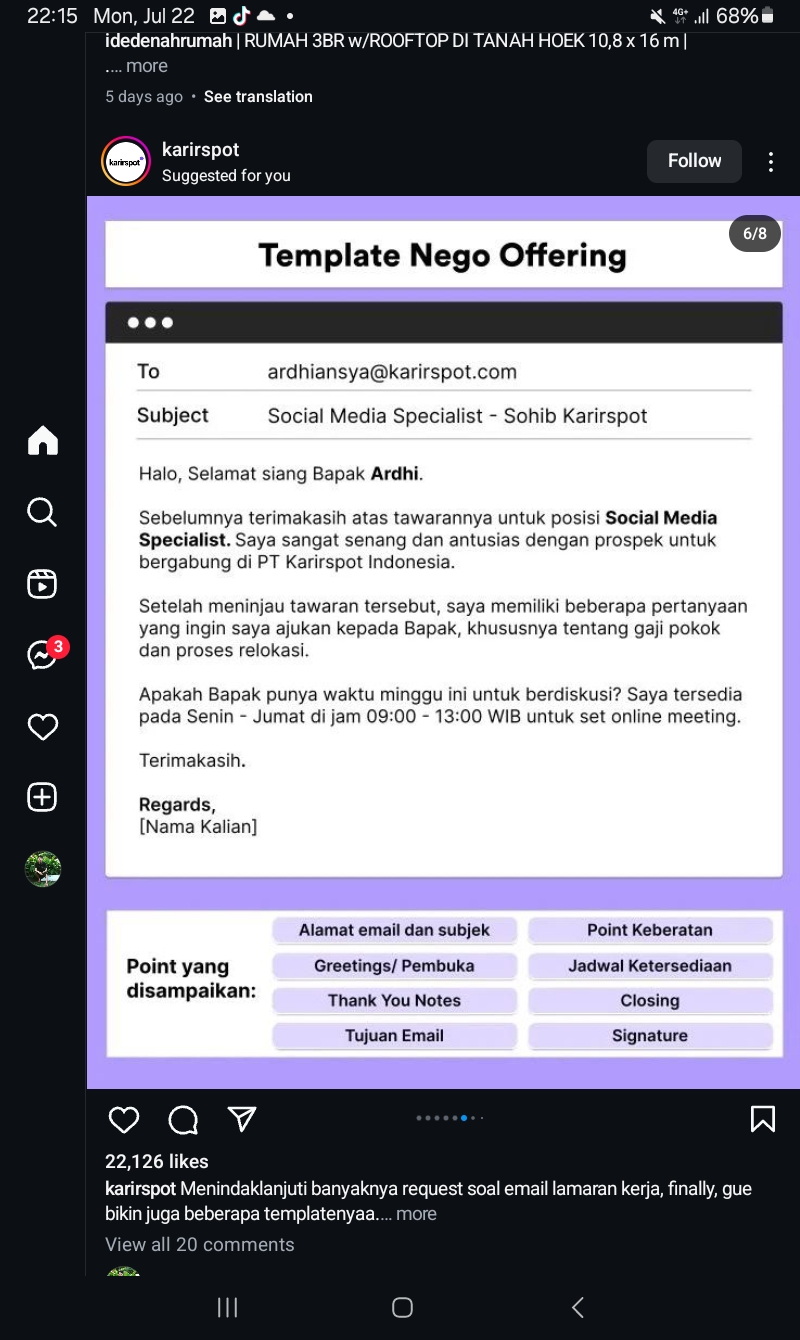 22:15 Mon, Jul 22
4G+ 68%
idedenahrumah | RUMAH 3BR w/ROOFTOP DI TANAH HOEK 10,8 x 16 m |
.... more
5 days ago • See translation
karirspot
karirspot
Suggested for you
Follow
6/8
Template Nego Offering
To ardhiansya@karirspot.com
Subject Social Media Specialist - Sohib Karirspot
Halo, Selamat siang Bapak Ardhi.
Sebelumnya terimakasih atas tawarannya untuk posisi Social Media
Specialist. Saya sangat senang dan antusias dengan prospek untuk
bergabung di PT Karirspot Indonesia.
Setelah meninjau tawaran tersebut, saya memiliki beberapa pertanyaan
yang ingin saya ajukan kepada Bapak, khususnya tentang gaji pokok
dan proses relokasi.
Apakah Bapak punya waktu minggu ini untuk berdiskusi? Saya tersedia
pada Senin - Jumat di jam 09:00 - 13:00 WIB untuk set online meeting.
Terimakasih.
Regards,
[Nama Kalian]
Point yang
disampaikan:
Alamat email dan subjek
Point Keberatan
Greetings/ Pembuka
Jadwal Ketersediaan
Thank You Notes
Closing
Tujuan Email
Signature
3
22,126 likes
karirspot Menindaklanjuti banyaknya request soal email lamaran kerja, finally, gue
bikin juga beberapa templatenyaa.... more
View all 20 comments